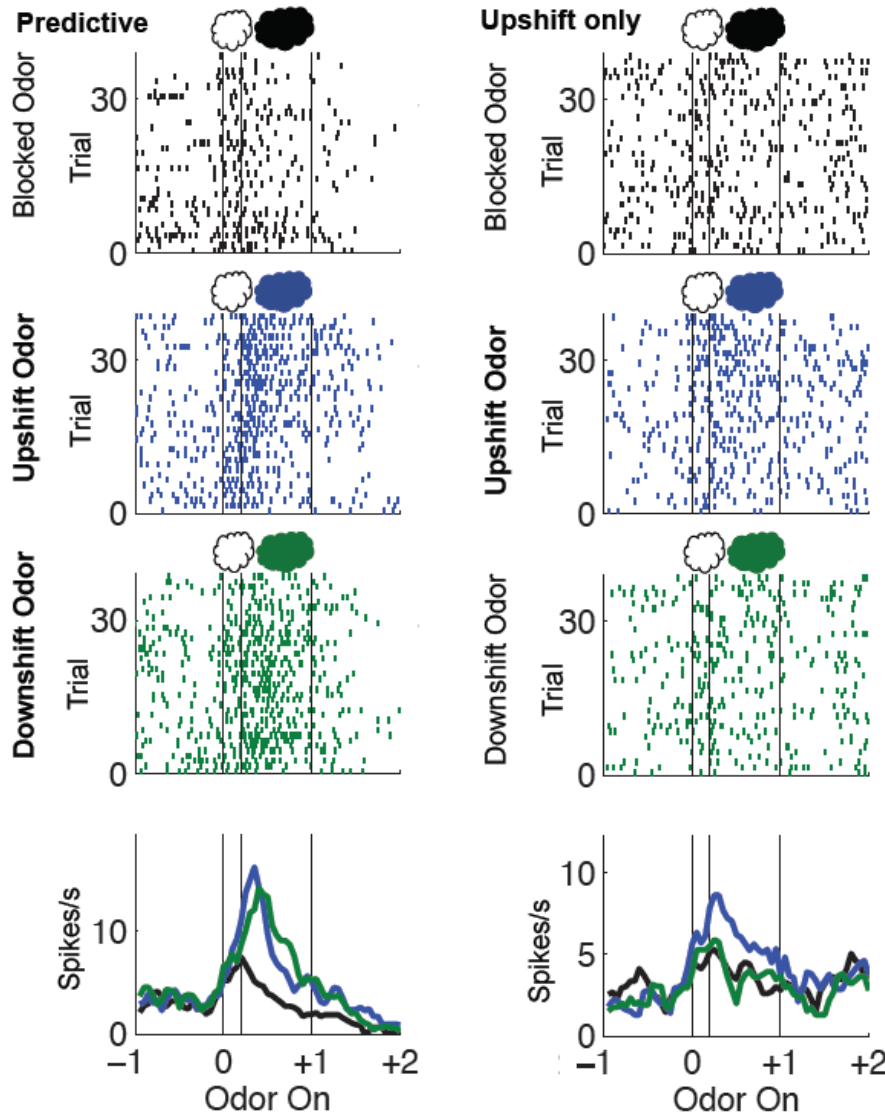 Predictive
Blocked Odor
Trial
30
0
Upshift Odor
Trial
30
0
Downshift Odor
Trial
30
0
Spikes/s
10
0
−1 0 +1 +2
Odor On
Upshift only
Blocked Odor
Trial
30
0
Upshift Odor
Trial
30
0
Downshift Odor
Trial
30
0
Spikes/s
10
5
0
−1 0 +1 +2
Odor On